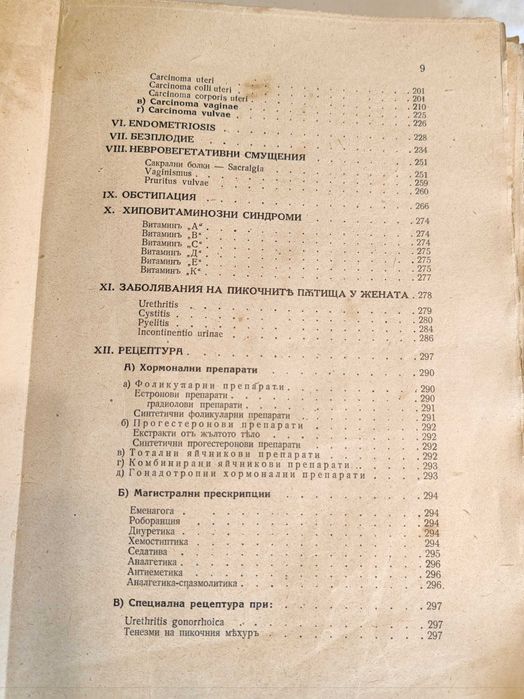 9
Carcinoma uteri . 201
Carcinoma colli uteri . 201
Carcinoma corporis uteri . 210
в) Carcinoma vaginae . 225
г) Carcinoma vulvae . 226
VI. ENDOMETRIOSIS . 228
VII. БЕЗПЛОДИЕ . 234
VIII. НЕВРОВЕГЕТАТИВНИ СМУЩЕНИЯ . 251
Сакрални болки — Sacralgia . 251
Vaginismus . 259
Pruritus vulvae . 260
IX. ОБСТИПАЦИЯ . 266
X. ХИПОВИТАМИНОЗНИ СИНДРОМИ . 274
Витаминъ „А“ . 274
Витаминъ „В“ . 274
Витаминъ „С“ . 275
Витаминъ „Д“ . 275
Витаминъ „Е“ . 275
Витаминъ „К“ . 277
XI. ЗАБОЛЯВАНИЯ НА ПИКОЧНИТѢ ПѪТИЩА У ЖЕНАТА . 278
Urethritis . 279
Cystitis . 280
Pyelitis . 284
Incontinentio urinae . 286
XII. РЕЦЕПТУРА . 297
А) Хормонални препарати . 290
а) Фоликуларни препарати . 290
Естронови препарати . 290
градиолови препарати . 291
Синтетични фоликуларни препарати . 291
б) Прогестеронови препарати . 292
Екстракти отъ жълтото тѣло . 292
Синтетични прогестеронови препарати . 292
в) Тотални яйчникови препарати . 292
г) Комбинирани яйчникови препарати . 293
д) Гонадотропни хормонални препарати . 293
Б) Магистрални прескрипции . 294
Еменагога . 294
Роборанция . 294
Диуретика . 294
Хемостиптика . 294
Седатива . 295
Аналгетика . 296
Антиеметика . 296
Аналгетика-спазмолитика . 296
В) Специална рецептура при: . 297
Urethritis gonorrhoica . 297
Тенезми на пикочния мѣхуръ . 297